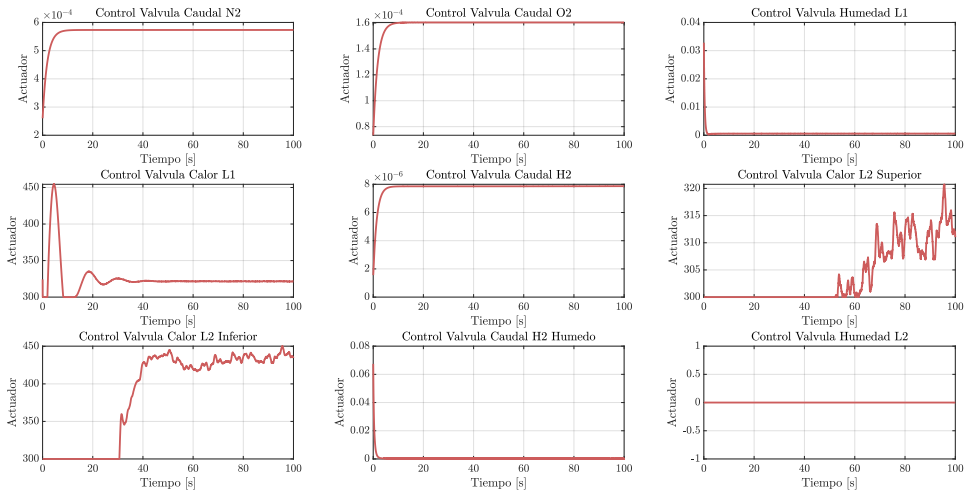 Control Valvula Caudal N2
×10⁻⁴
6
5
4
3
2
Actuador
0 20 40 60 80 100
Tiempo [s]
Control Valvula Caudal O2
×10⁻⁴
1.6
1.4
1.2
1
0.8
Actuador
0 20 40 60 80 100
Tiempo [s]
Control Valvula Humedad L1
0.04
0.03
0.02
0.01
0
Actuador
0 20 40 60 80 100
Tiempo [s]
Control Valvula Calor L1
450
400
350
300
Actuador
0 20 40 60 80 100
Tiempo [s]
Control Valvula Caudal H2
×10⁻⁶
8
6
4
2
0
Actuador
0 20 40 60 80 100
Tiempo [s]
Control Valvula Calor L2 Superior
320
315
310
305
300
Actuador
0 20 40 60 80 100
Tiempo [s]
Control Valvula Calor L2 Inferior
450
400
350
300
Actuador
0 20 40 60 80 100
Tiempo [s]
Control Valvula Caudal H2 Humedo
0.08
0.06
0.04
0.02
0
Actuador
0 20 40 60 80 100
Tiempo [s]
Control Valvula Humedad L2
1
0.5
0
-0.5
-1
Actuador
0 20 40 60 80 100
Tiempo [s]